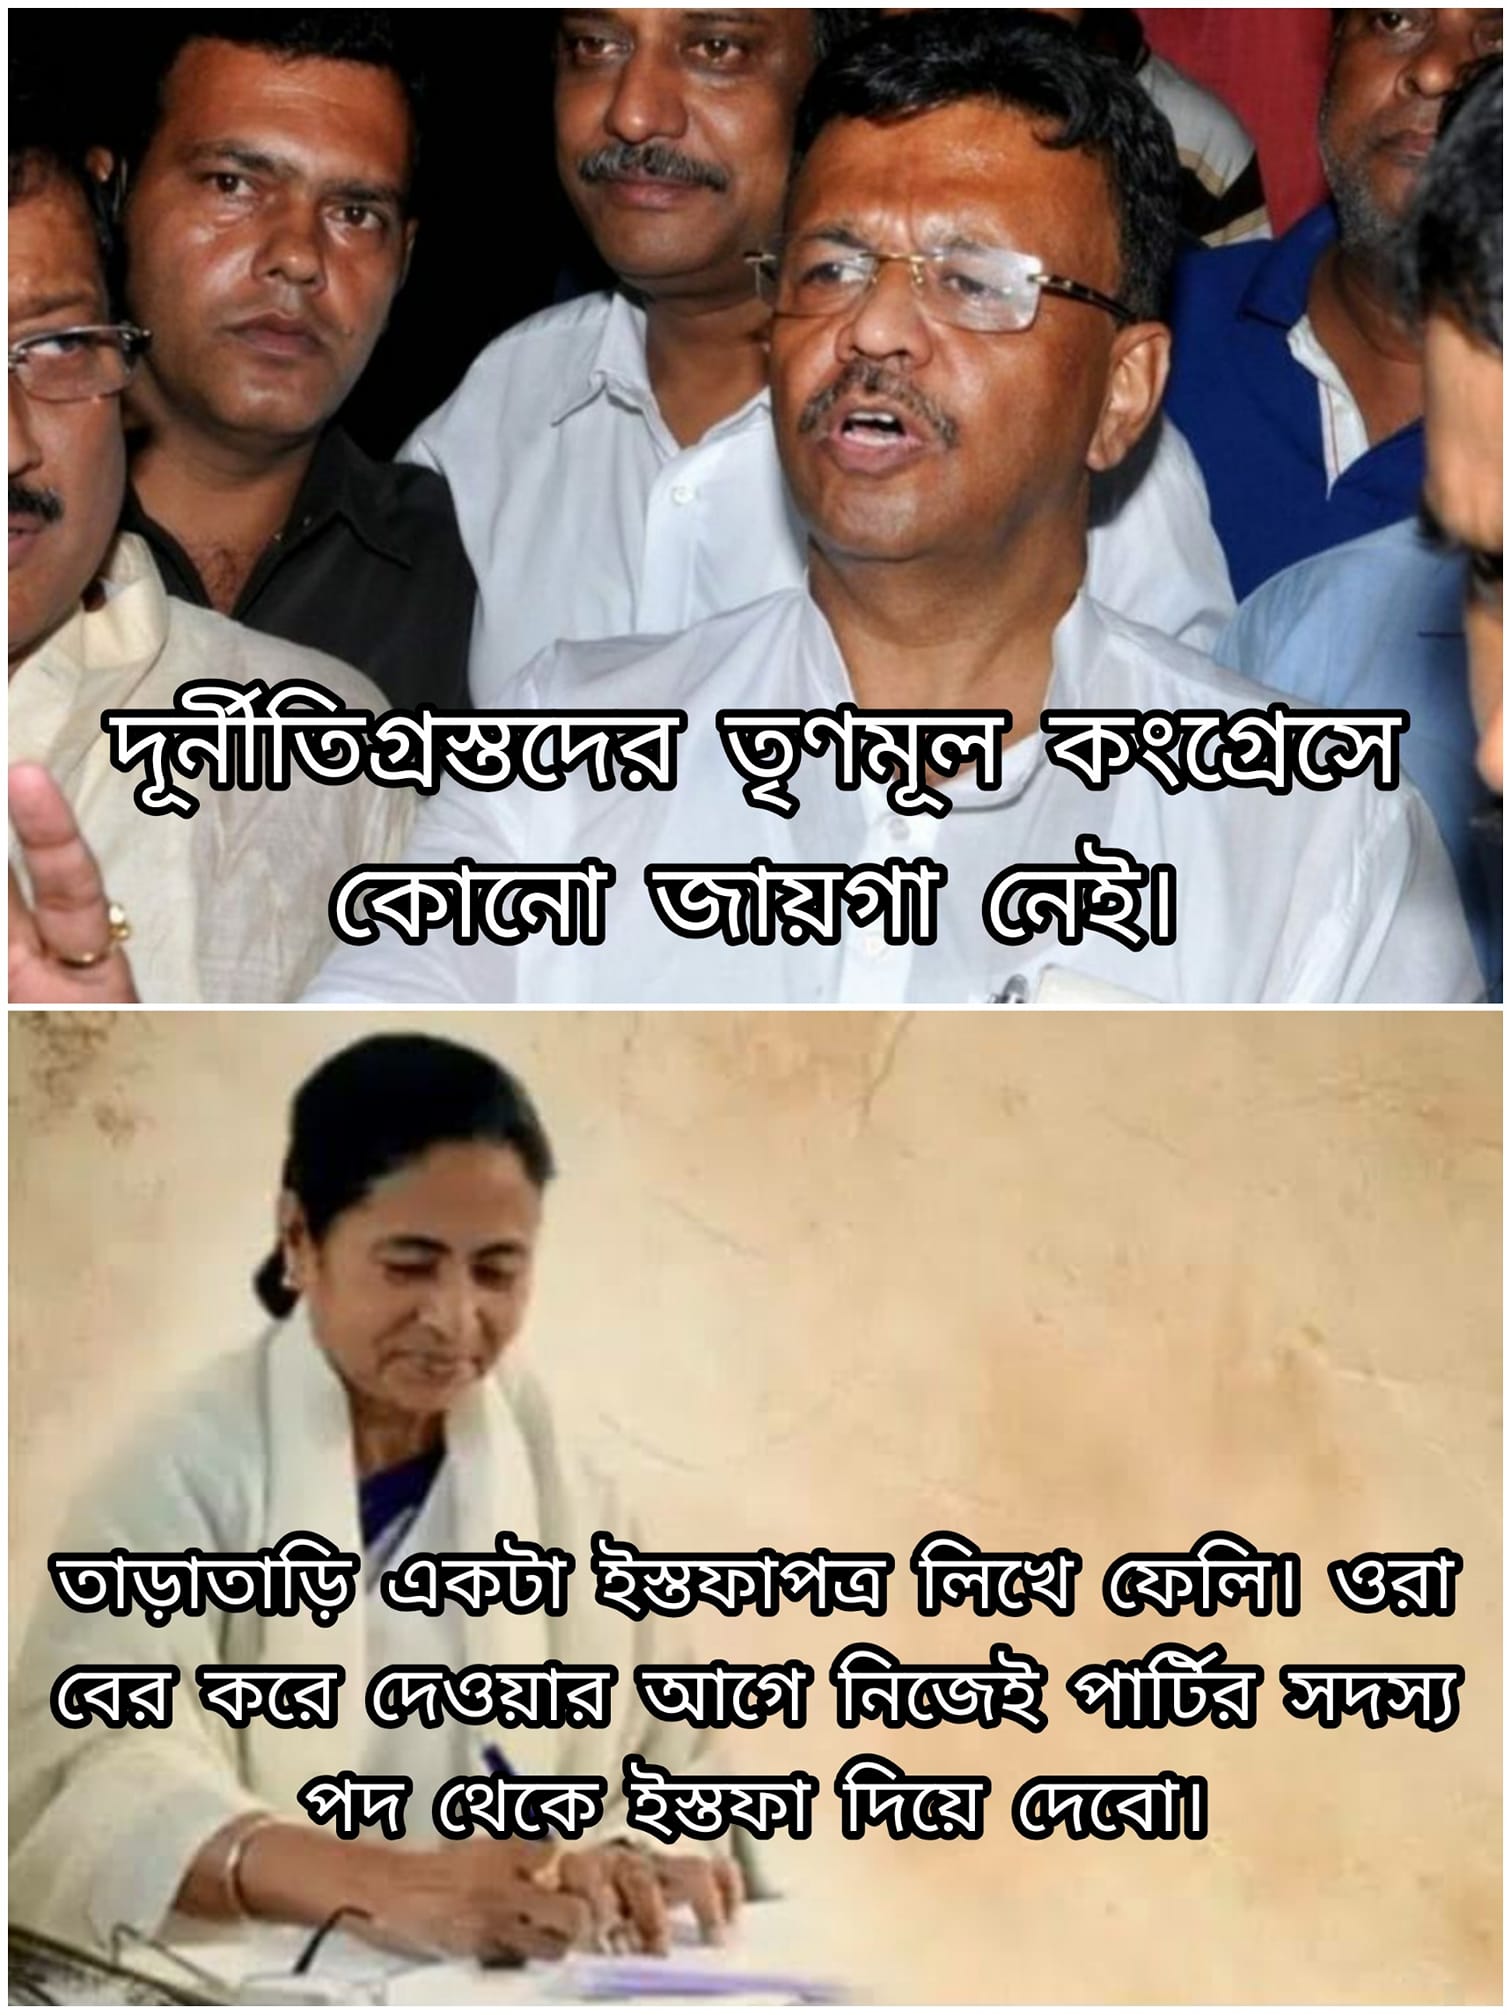 দূর্নীতিগ্রস্তদের তৃণমূল কংগ্রেসে
কোনো জায়গা নেই।
তাড়াতাড়ি একটা ইস্তফাপত্র লিখে ফেলি। ওরা
বের করে দেওয়ার আগে নিজেই পার্টির সদস্য
পদ থেকে ইস্তফা দিয়ে দেবো।